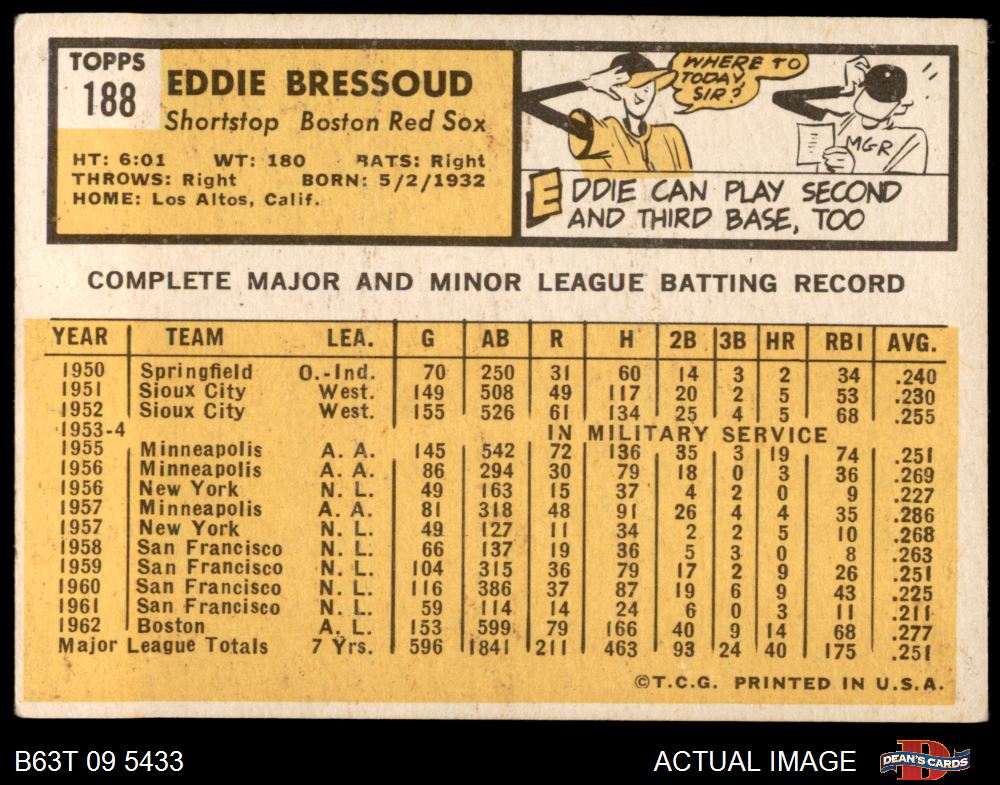 TOPPS
188
EDDIE BRESSOUD
Shortstop Boston Red Sox
HT: 6:01 WT: 180 BATS: Right
THROWS: Right BORN: 5/2/1932
HOME: Los Altos, Calif.
WHERE TO
TODAY,
SIR?
MGR
EDDIE CAN PLAY SECOND
AND THIRD BASE, TOO
COMPLETE MAJOR AND MINOR LEAGUE BATTING RECORD
YEAR TEAM LEA. G AB R H 2B 3B HR RBI AVG.
1950 Springfield O.-Ind. 70 250 31 60 14 3 2 34 .240
1951 Sioux City West. 149 508 49 117 20 2 5 53 .230
1952 Sioux City West. 155 526 61 134 25 4 5 68 .255
1953-4 IN MILITARY SERVICE
1955 Minneapolis A. A. 145 542 72 136 35 3 19 74 .251
1956 Minneapolis A. A. 86 294 30 79 18 0 3 36 .269
1956 New York N. L. 49 163 15 37 4 2 0 9 .227
1957 Minneapolis A. A. 81 318 48 91 26 4 4 35 .286
1957 New York N. L. 49 127 11 34 2 2 5 10 .268
1958 San Francisco N. L. 66 137 19 36 5 3 0 8 .263
1959 San Francisco N. L. 104 315 36 79 17 2 9 26 .251
1960 San Francisco N. L. 116 386 37 87 19 6 9 43 .225
1961 San Francisco N. L. 59 114 14 24 6 0 3 11 .211
1962 Boston A. L. 153 599 79 166 40 9 14 68 .277
Major League Totals 7 Yrs. 596 1841 211 463 93 24 40 175 .251
©T.C.G. PRINTED IN U.S.A.
B63T 09 5433 ACTUAL IMAGE
D
DEAN'S CARDS